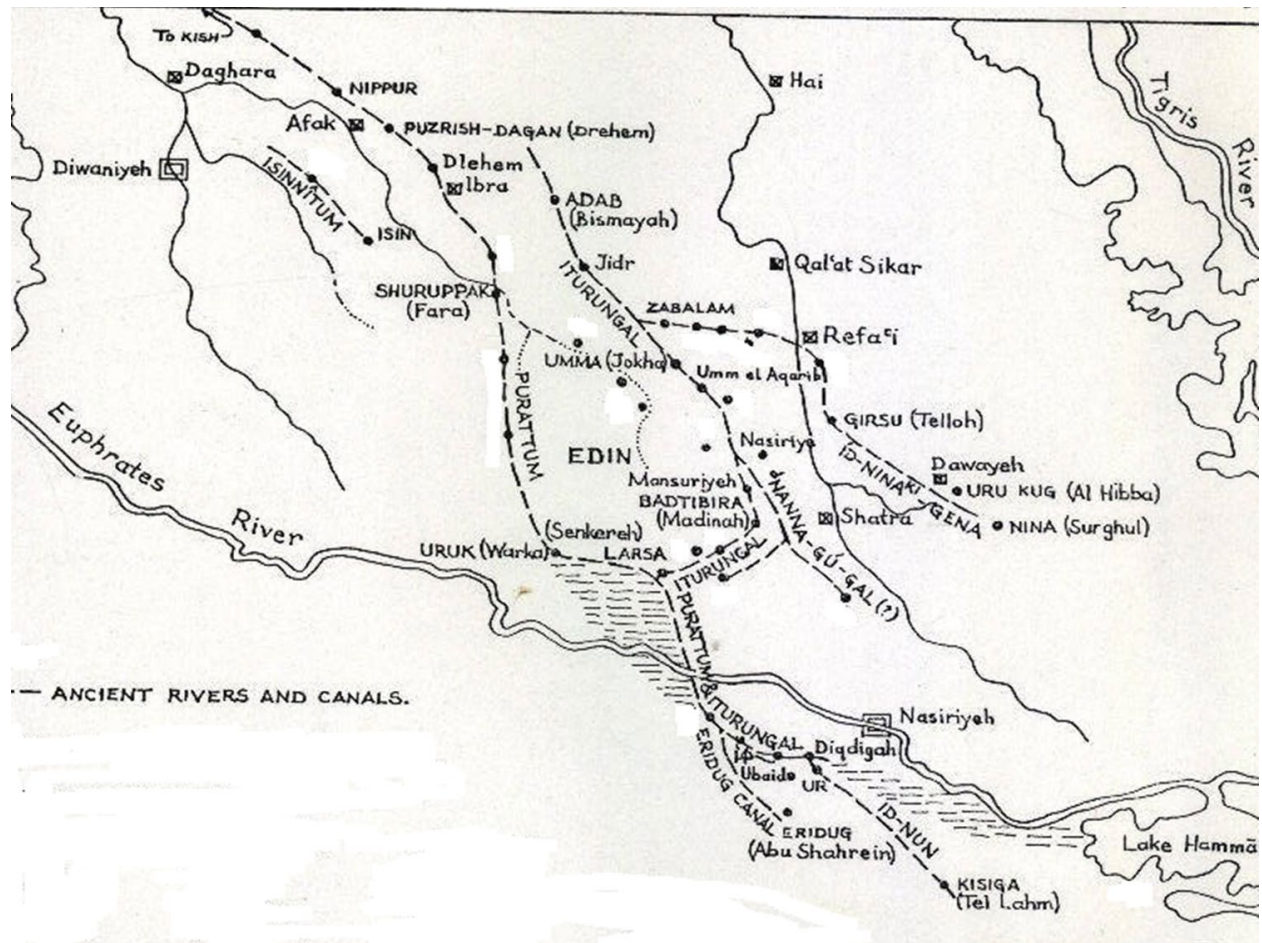 To KISH
Daghara
NIPPUR
Hai
Tigris
River
Afak
PUZRISH-DAGAN (Drehem)
Diwaniyeh
Dlehem
Ibra
ISINNITUM
ADAB
(Bismayah)
ISIN
Jidr
Qal'at Sikar
SHURUPPAK
(Fara)
ITURUNGAL
ZABALAM
Refa'i
UMMA (Jokha)
Umm el Aqarib
PURATTUM
GIRSU (Telloh)
Euphrates
River
EDIN
Nasiriy
ID-NINAKI
GENA
Dawayeh
URU KUG (Al Hibba)
Mansuriyeh
BADTIBIRA
(Madinah)
Shatra
NINA (Surghul)
NANNA-GÚ-GAL (?)
(Senkereh)
URUK (Warka)
LARSA
ITURUNGAL
PURATTUM &
ITURUNGAL
ANCIENT RIVERS AND CANALS.
Nasiriyeh
Diqdigah
Ubaid
UR
ERIDUG CANAL
ID-NUN
ERIDUG
(Abu Shahrein)
Lake Hammā
KISIGA
(Tel Lahm)